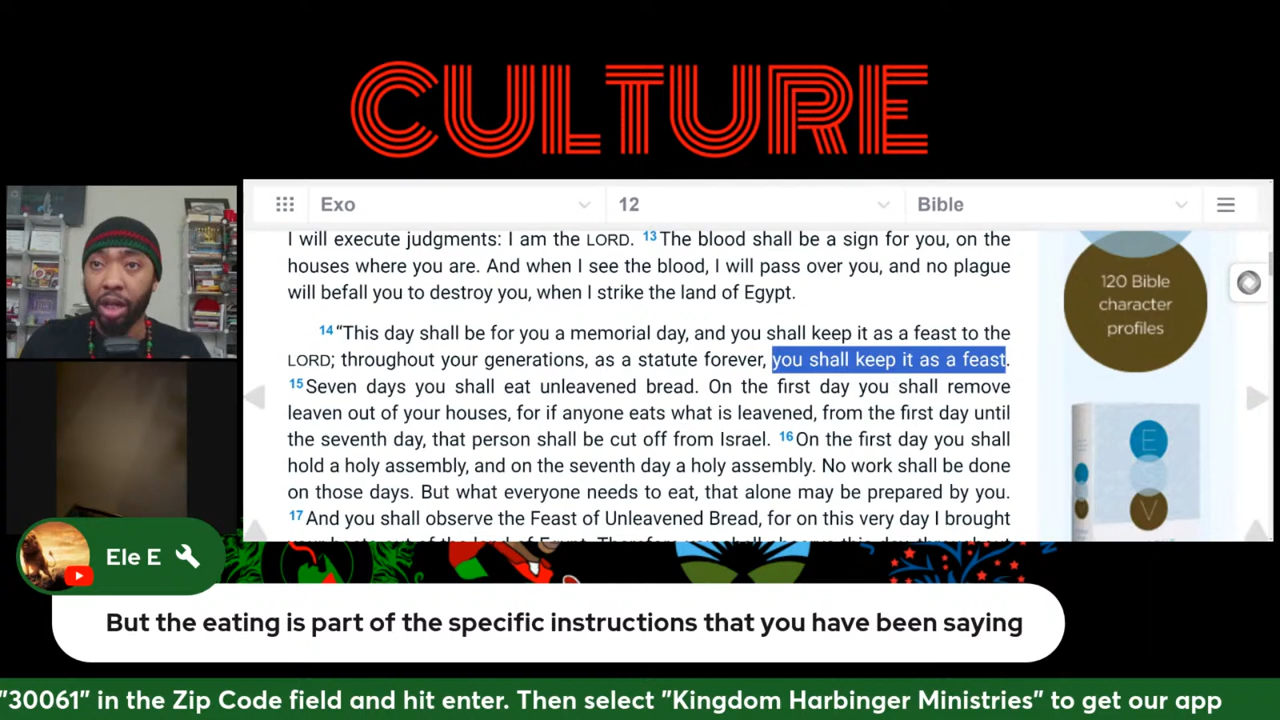 CULTURE
Exo 12 Bible
I will execute judgments: I am the LORD. 13 The blood shall be a sign for you, on the
houses where you are. And when I see the blood, I will pass over you, and no plague
will befall you to destroy you, when I strike the land of Egypt.
14 “This day shall be for you a memorial day, and you shall keep it as a feast to the
LORD; throughout your generations, as a statute forever, you shall keep it as a feast.
15 Seven days you shall eat unleavened bread. On the first day you shall remove
leaven out of your houses, for if anyone eats what is leavened, from the first day until
the seventh day, that person shall be cut off from Israel. 16 On the first day you shall
hold a holy assembly, and on the seventh day a holy assembly. No work shall be done
on those days. But what everyone needs to eat, that alone may be prepared by you.
17 And you shall observe the Feast of Unleavened Bread, for on this very day I brought
120 Bible
character
profiles
E
V
Ele E
But the eating is part of the specific instructions that you have been saying
"30061" in the Zip Code field and hit enter. Then select "Kingdom Harbinger Ministries" to get our app